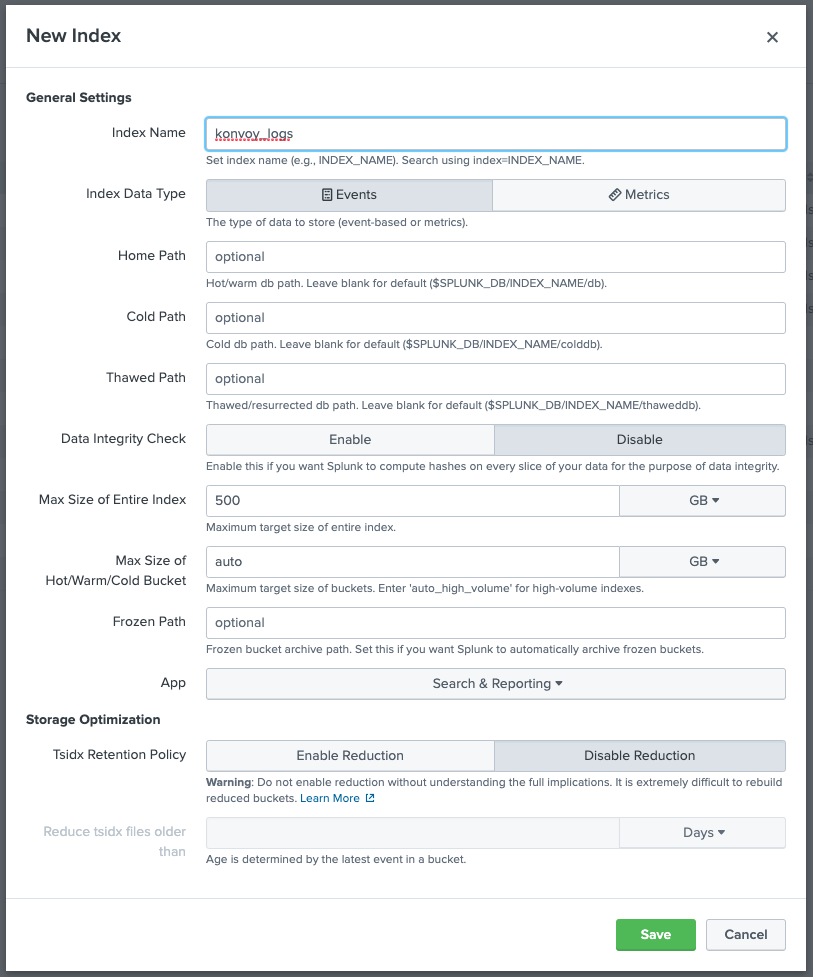 New Index
General Settings
Index Name
konvoy_logs
Set index name (e.g., INDEX_NAME). Search using index=INDEX_NAME.
Index Data Type
Events
Metrics
The type of data to store (event-based or metrics).
Home Path
optional
Hot/warm db path. Leave blank for default ($SPLUNK_DB/INDEX_NAME/db).
Cold Path
optional
Cold db path. Leave blank for default ($SPLUNK_DB/INDEX_NAME/colddb).
Thawed Path
optional
Thawed/resurrected db path. Leave blank for default ($SPLUNK_DB/INDEX_NAME/thaweddb).
Data Integrity Check
Enable
Disable
Enable this if you want Splunk to compute hashes on every slice of your data for the purpose of data integrity.
Max Size of Entire Index
500
GB
Maximum target size of entire index.
Max Size of
Hot/Warm/Cold Bucket
auto
GB
Maximum target size of buckets. Enter 'auto_high_volume' for high-volume indexes.
Frozen Path
optional
Frozen bucket archive path. Set this if you want Splunk to automatically archive frozen buckets.
App
Search & Reporting
Storage Optimization
Tsidx Retention Policy
Enable Reduction
Disable Reduction
Warning: Do not enable reduction without understanding the full implications. It is extremely difficult to rebuild
reduced buckets. Learn More
Reduce tsidx files older
than
Days
Age is determined by the latest event in a bucket.
Save
Cancel